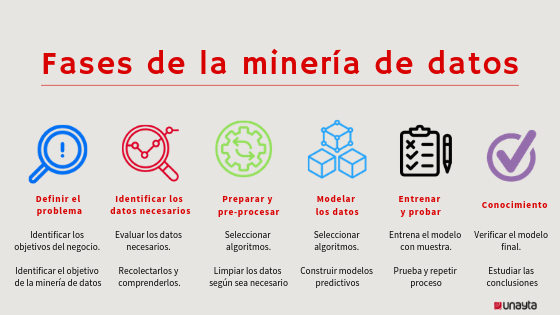 Fases de la minería de datos
Definir el
problema
Identificar los
objetivos del negocio.
Identificar el objetivo
de la minería de datos
Identificar los
datos necesarios
Evaluar los datos
necesarios.
Recolectarlos y
comprenderlos.
Preparar y
pre-procesar
Seleccionar
algoritmos.
Limpiar los datos
según sea necesario
Modelar
los datos
Seleccionar
algoritmos.
Construir modelos
predictivos
Entrenar
y probar
Entrena el modelo
con muestra.
Prueba y repetir
proceso
Conocimiento
Verificar el modelo
final.
Estudiar las
conclusiones
unayta